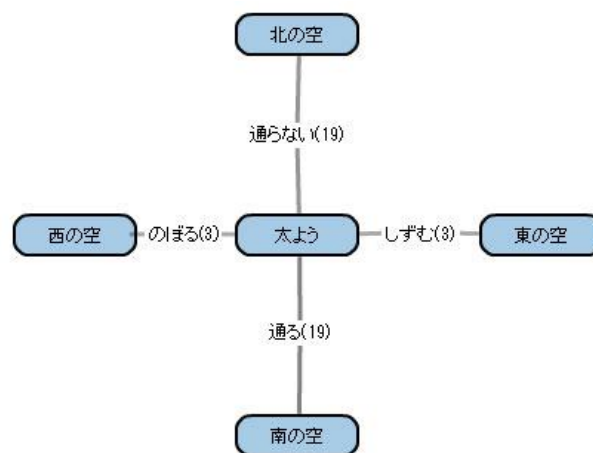 北の空
通らない(19)
西の空
のぼる(3)
太よう
しずむ(3)
東の空
通る(19)
南の空